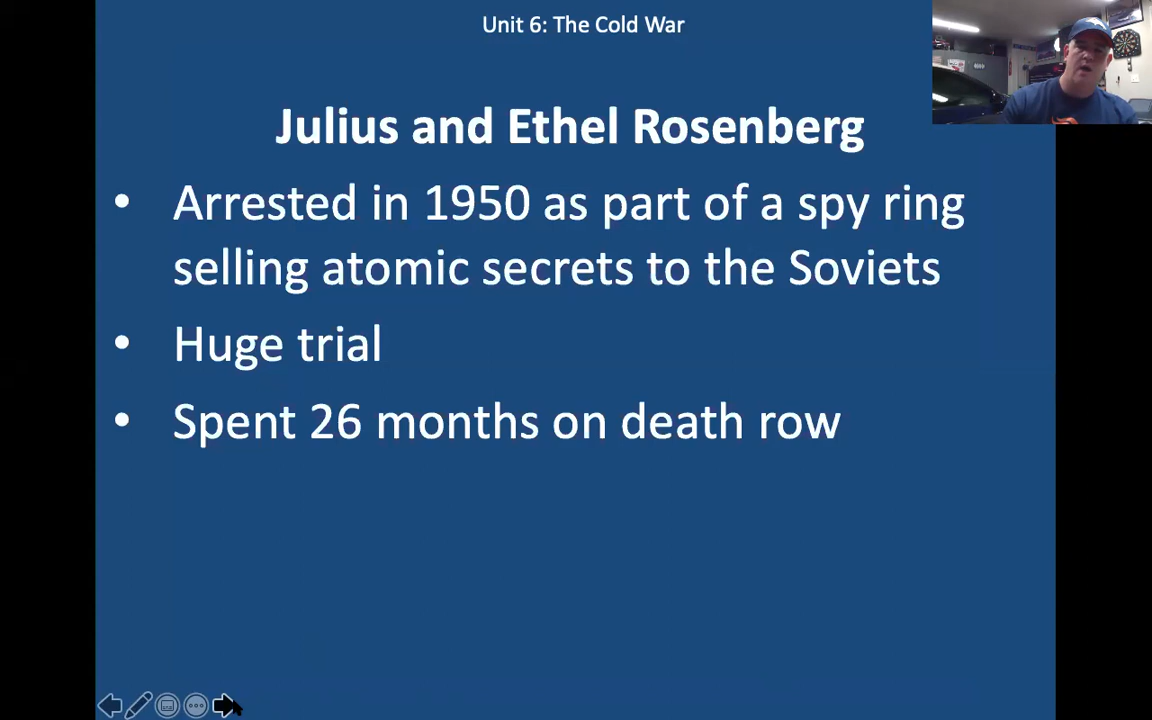 Unit 6: The Cold War
Julius and Ethel Rosenberg
• Arrested in 1950 as part of a spy ring
selling atomic secrets to the Soviets
• Huge trial
• Spent 26 months on death row